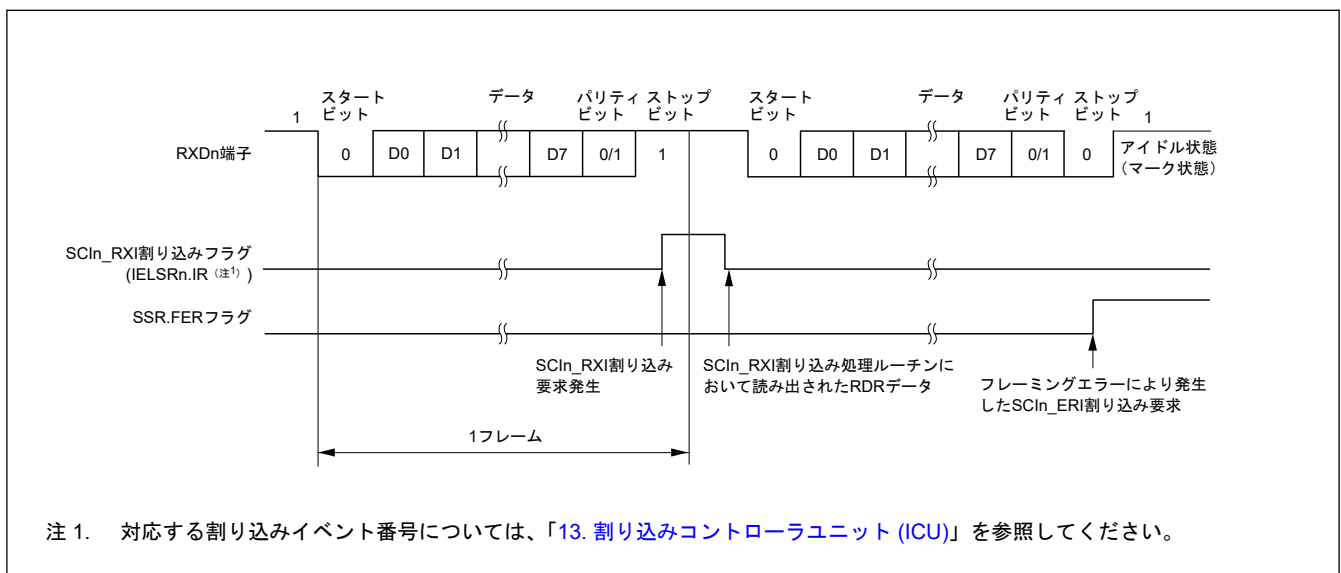 スタート
ビット
データ
パリティ
ビット
ストップ
ビット
スタート
ビット
データ
パリティ
ビット
ストップ
ビット
1
1
RXDn端子
0
D0
D1
D7
0/1
1
0
D0
D1
D7
0/1
0
アイドル状態
(マーク状態)
SCIn_RXI割り込みフラグ
(IELSRn.IR (注1) )
SSR.FERフラグ
SCIn_RXI割り込み
要求発生
SCIn_RXI割り込み処理ルーチンに
おいて読み出されたRDRデータ
フレーミングエラーにより発生
したSCIn_ERI割り込み要求
1フレーム
注 1. 対応する割り込みイベント番号については、「13. 割り込みコントローラユニット (ICU)」を参照してください。